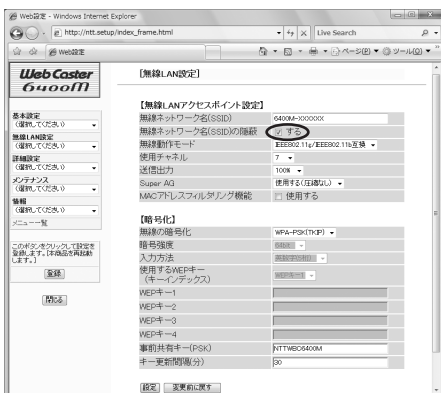 Web設定 - Windows Internet Explorer
http://ntt.setup/index_frame.html
Live Search
Web設定
ページ(P)
ツール(O)
Web Caster
6400M
基本設定
(選択してください)
無線LAN設定
(選択してください)
詳細設定
(選択してください)
メンテナンス
(選択してください)
情報
(選択してください)
メニュー一覧
このボタンをクリックして設定を
登録します。[本商品を再起動
します。]
登録
閉じる
[無線LAN設定]
【無線LANアクセスポイント設定】
無線ネットワーク名(SSID) 6400M-XXXXXX
無線ネットワーク名(SSID)の隠蔽 する
無線動作モード IEEE802.11g/IEEE802.11b互換
使用チャネル 7
送信出力 100%
Super AG 使用する(圧縮なし)
MACアドレスフィルタリング機能 使用する
【暗号化】
無線の暗号化 WPA-PSK(TKIP)
暗号強度 64bit
入力方法
使用するWEPキー
(キーインデックス) WEPキー1
WEPキー1
WEPキー2
WEPキー3
WEPキー4
事前共有キー(PSK) NTTWBC6400M
キー更新間隔(分) 30
設定 変更前に戻す